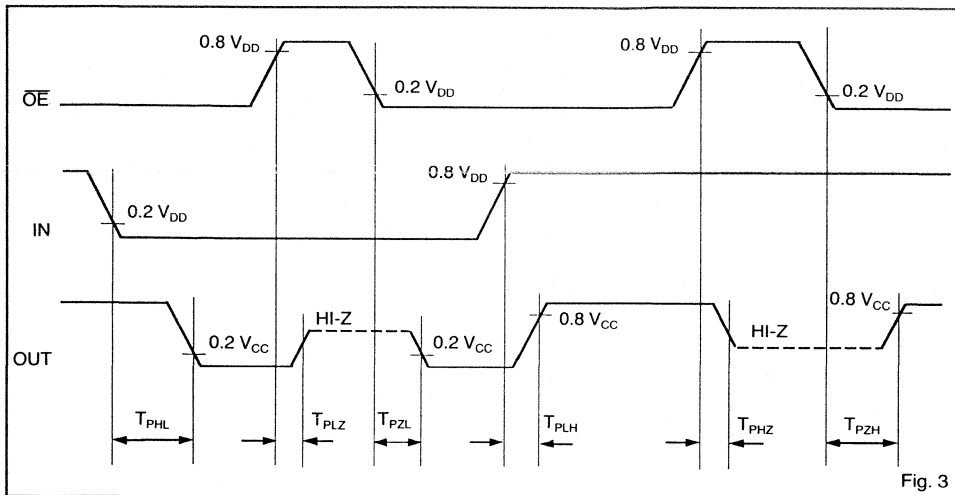 0.8 V_DD
0.8 V_DD
0.2 V_DD
0.2 V_DD
OE
0.8 V_DD
0.2 V_DD
IN
HI-Z
0.8 V_CC
0.2 V_CC
0.2 V_CC
0.8 V_CC
HI-Z
OUT
T_PHL
T_PLZ
T_PZL
T_PLH
T_PHZ
T_PZH
Fig. 3